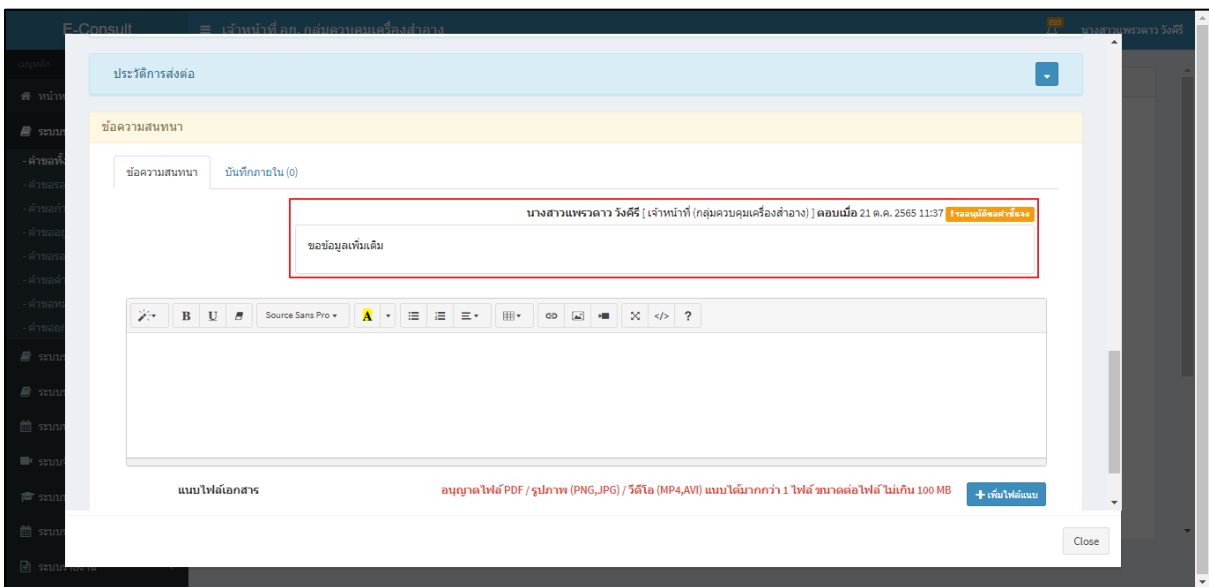 E-Consult
เจ้าหน้าที่ อย. กลุ่มควบคุมเครื่องสำอาง
893
นางสาวแพรวดาว วังคีรี
เมนูหลัก
ประวัติการส่งต่อ
ข้อความสนทนา
ข้อความสนทนา
บันทึกภายใน (0)
นางสาวแพรวดาว วังคีรี [ เจ้าหน้าที่ (กลุ่มควบคุมเครื่องสำอาง) ] ตอบเมื่อ 21 ต.ค. 2565 11:37 รออนุมัติขอคำชี้แจง
ขอข้อมูลเพิ่มเติม
B U Source Sans Pro A </> ?
แนบไฟล์เอกสาร
อนุญาตไฟล์ PDF / รูปภาพ (PNG,JPG) / วีดีโอ (MP4,AVI) แนบได้มากกว่า 1 ไฟล์ ขนาดต่อไฟล์ ไม่เกิน 100 MB
+ เพิ่มไฟล์แนบ
Close